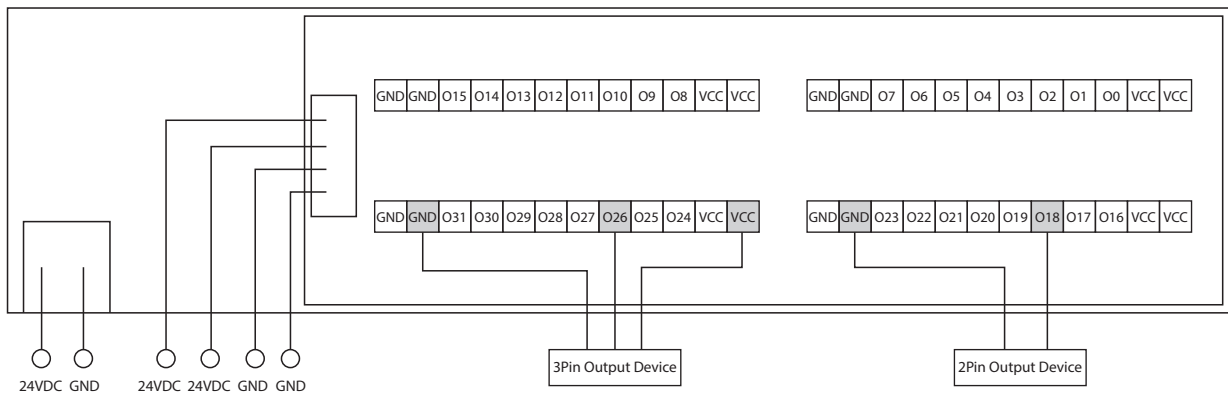 GND GND O15 O14 O13 O12 O11 O10 O9 O8 VCC VCC
GND GND O7 O6 O5 O4 O3 O2 O1 O0 VCC VCC
GND GND O31 O30 O29 O28 O27 O26 O25 O24 VCC VCC
GND GND O23 O22 O21 O20 O19 O18 O17 O16 VCC VCC
3Pin Output Device
2Pin Output Device
24VDC GND
24VDC 24VDC GND GND